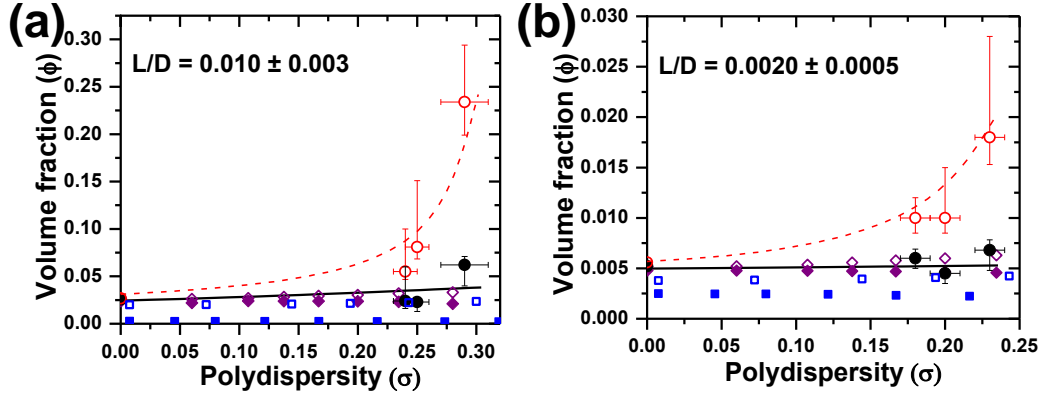 (a)
L/D = 0.010 ± 0.003
Volume fraction (ϕ)
0.30
0.25
0.20
0.15
0.10
0.05
0.00
0.00 0.05 0.10 0.15 0.20 0.25 0.30
Polydispersity (σ)
(b)
L/D = 0.0020 ± 0.0005
Volume fraction (ϕ)
0.030
0.025
0.020
0.015
0.010
0.005
0.000
0.00 0.05 0.10 0.15 0.20 0.25
Polydispersity (σ)